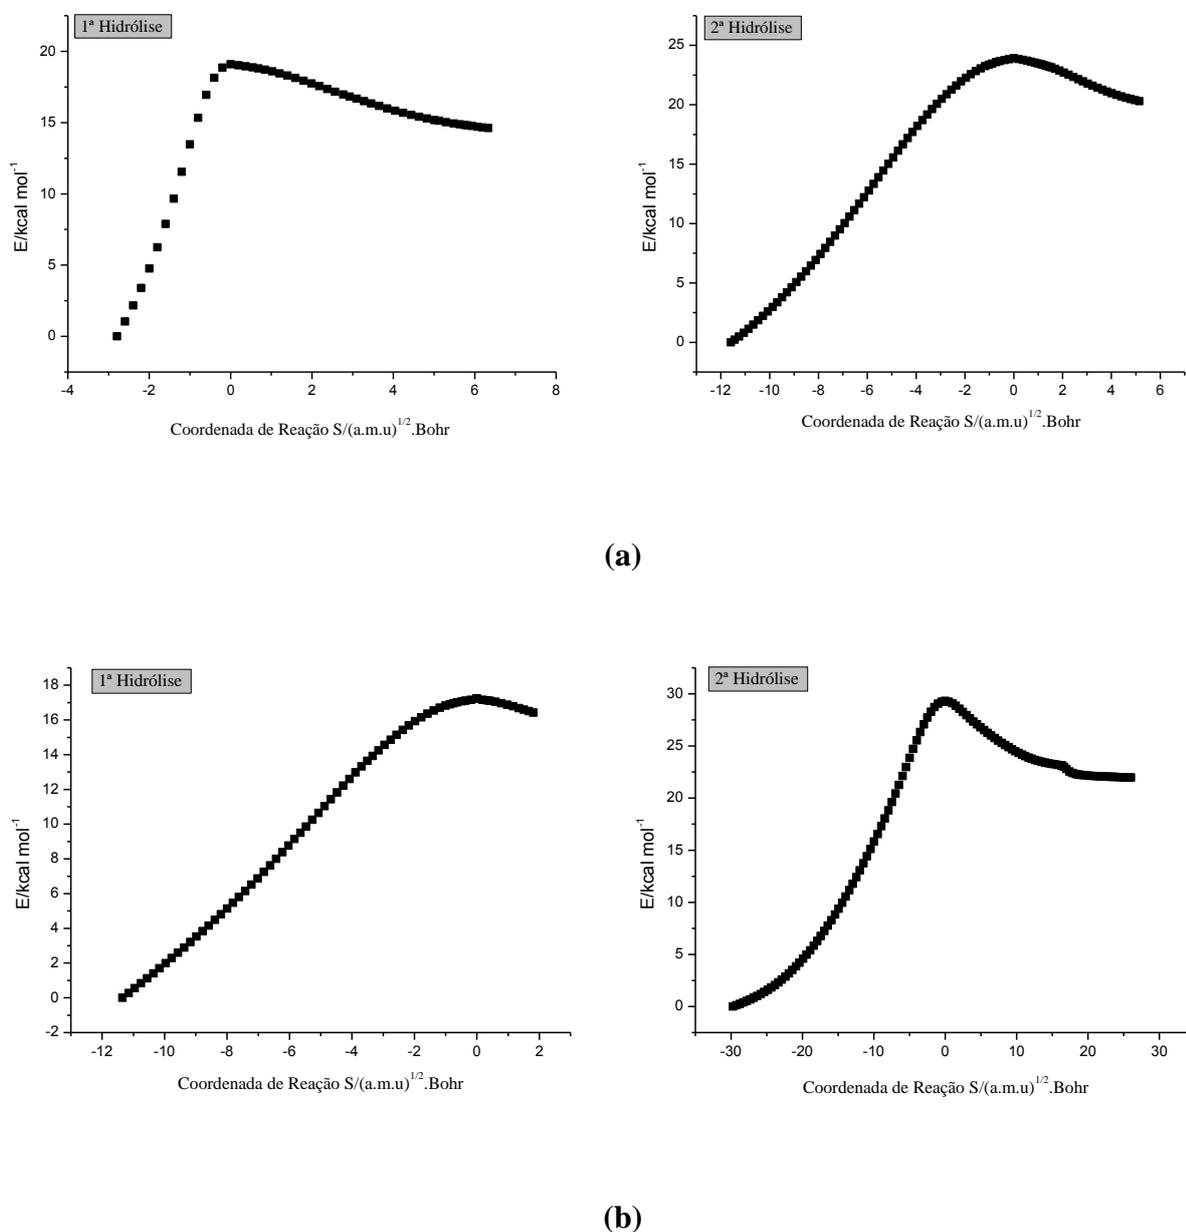 1ª Hidrólise
20
15
10
5
0
E/kcal mol-1
-4 -2 0 2 4 6 8
Coordenada de Reação S/(a.m.u)1/2.Bohr
2ª Hidrólise
25
20
15
10
5
0
E/kcal mol-1
-12 -10 -8 -6 -4 -2 0 2 4 6
Coordenada de Reação S/(a.m.u)1/2.Bohr
(a)
1ª Hidrólise
18
16
14
12
10
8
6
4
2
0
-2
E/kcal mol-1
-12 -10 -8 -6 -4 -2 0 2
Coordenada de Reação S/(a.m.u)1/2.Bohr
2ª Hidrólise
30
25
20
15
10
5
0
E/kcal mol-1
-30 -20 -10 0 10 20 30
Coordenada de Reação S/(a.m.u)1/2.Bohr
(b)